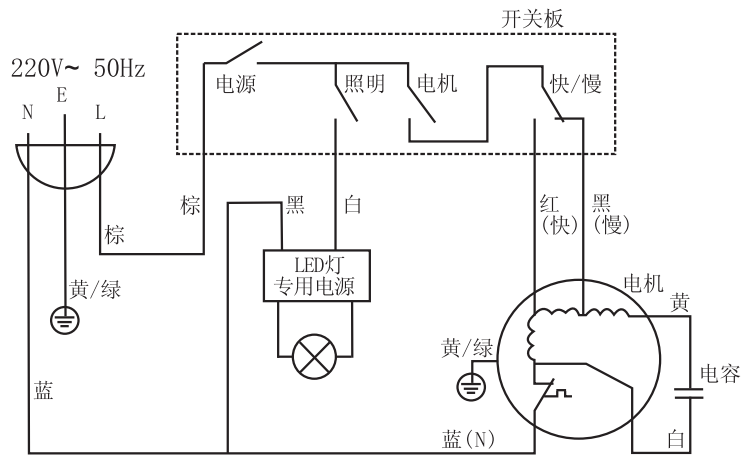 开关板
220V~ 50Hz
电源
照明
电机
快/慢
E
N
L
棕
黑
白
红
(快)
黑
(慢)
棕
LED灯
专用电源
黄/绿
电机
黄
黄/绿
电容
蓝
蓝(N)
白